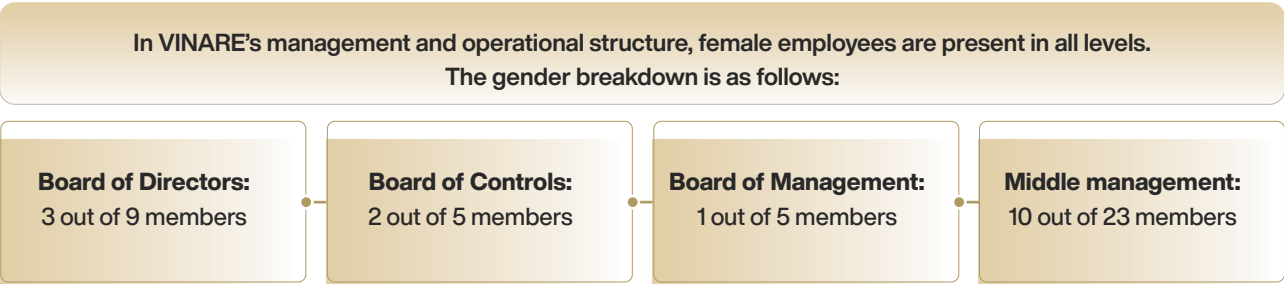 In VINARE's management and operational structure, female employees are present in all levels.
The gender breakdown is as follows:
Board of Directors:
3 out of 9 members
Board of Controls:
2 out of 5 members
Board of Management:
1 out of 5 members
Middle management:
10 out of 23 members